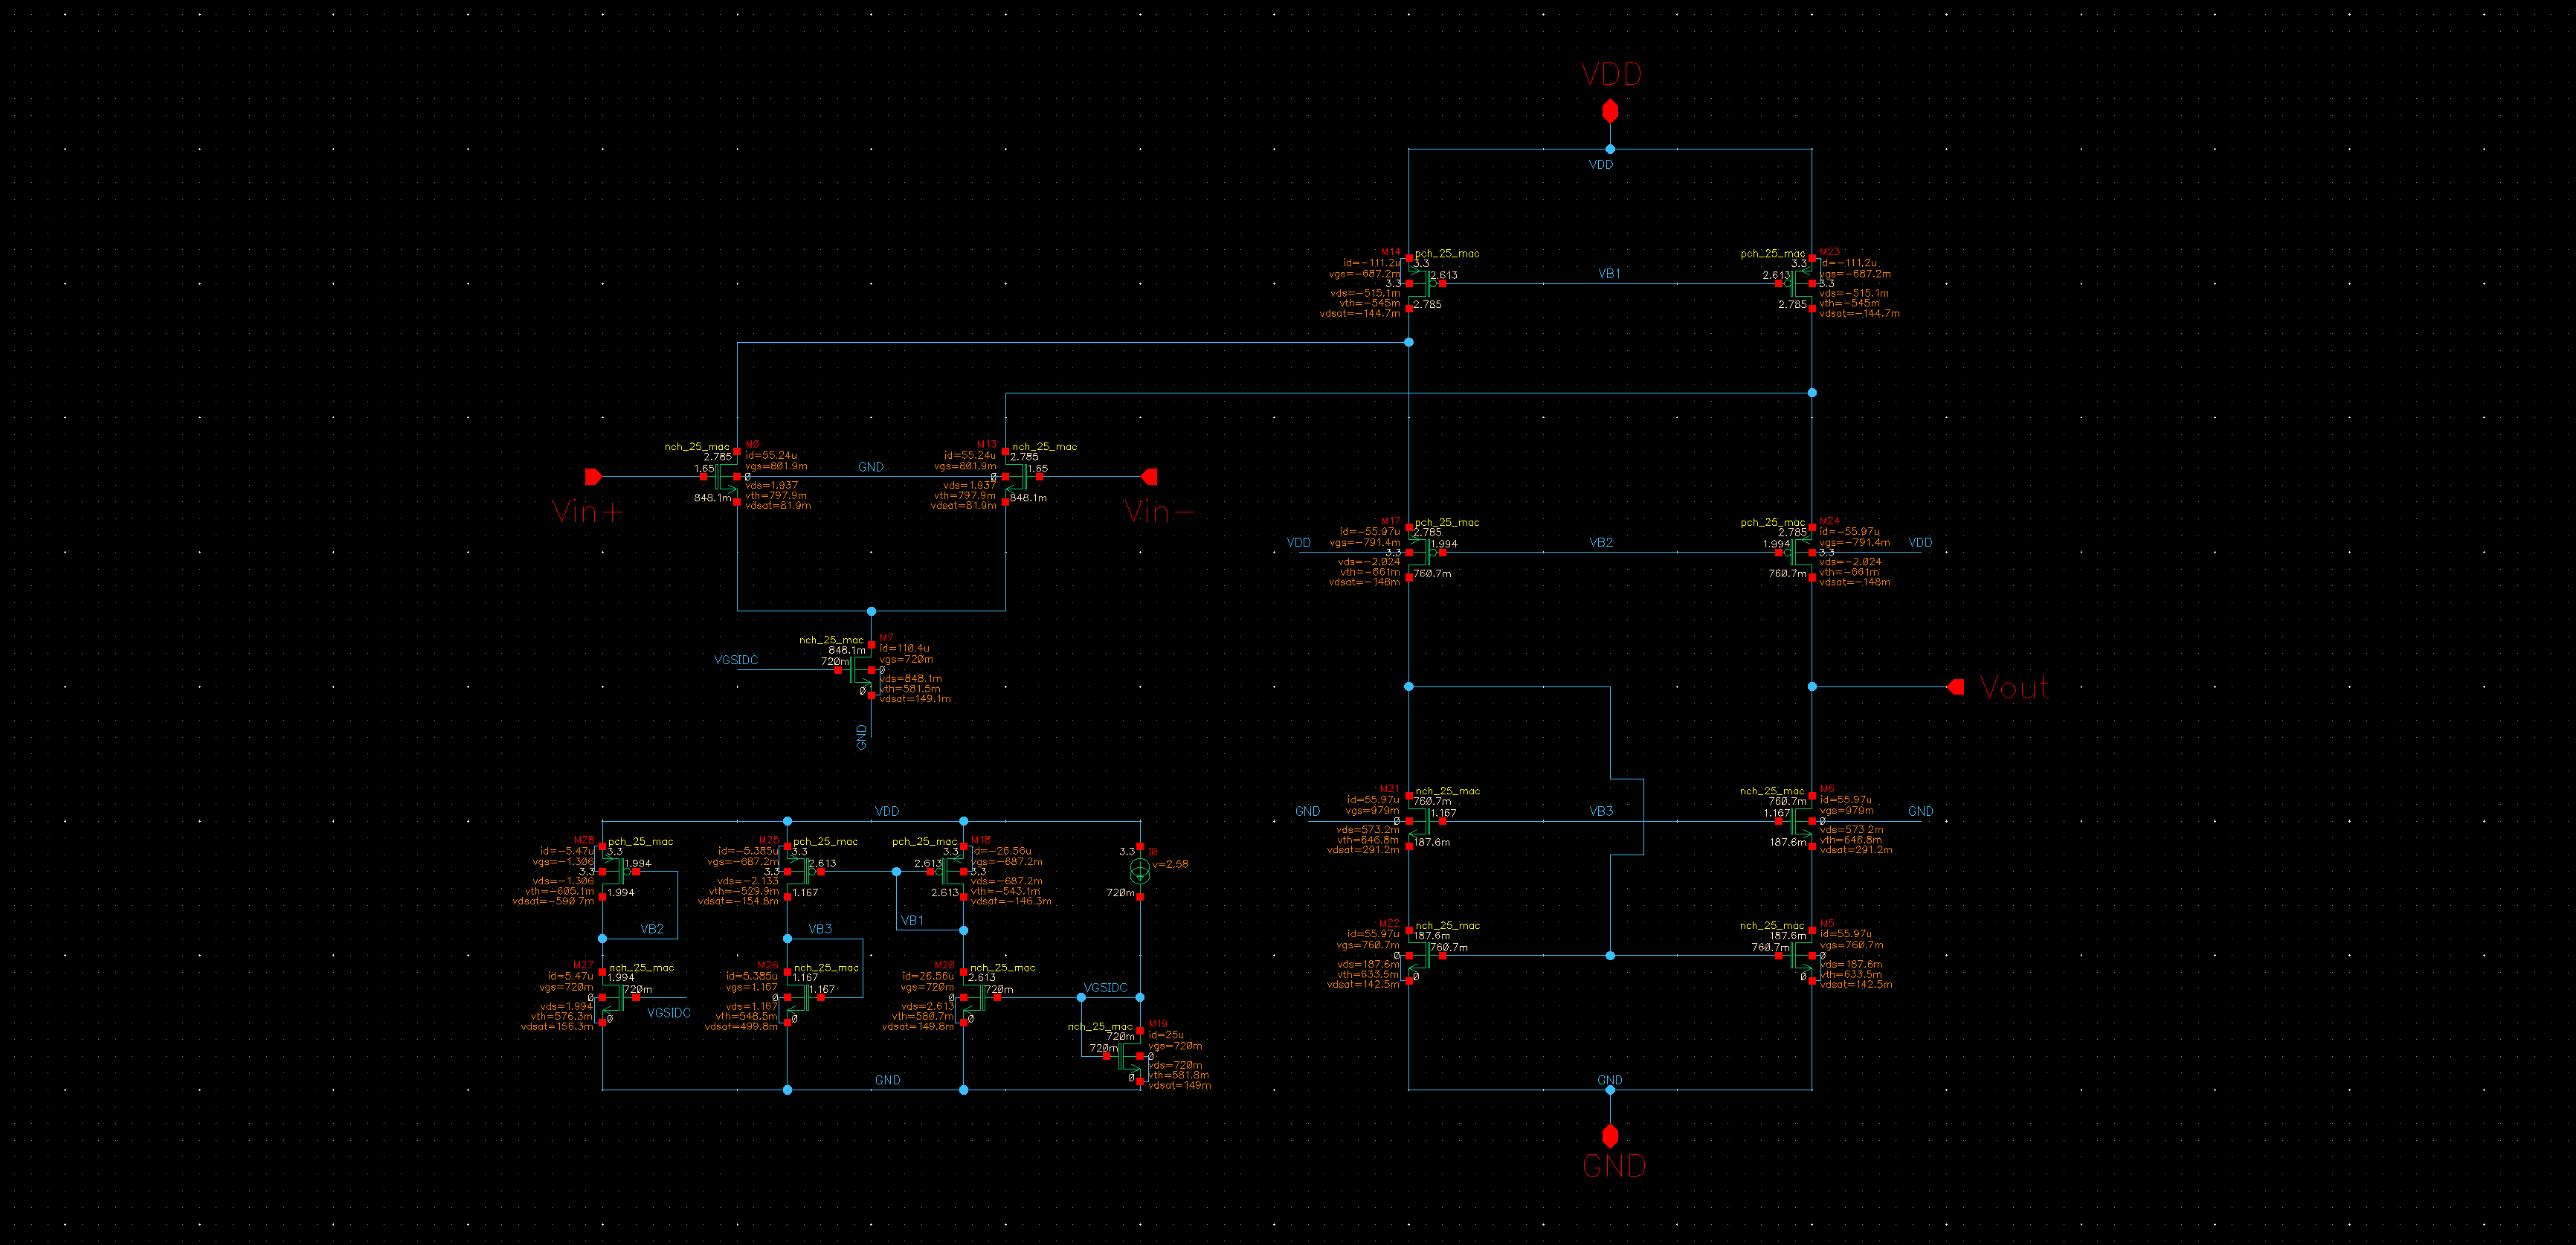 VDD
VDD
M14
pch_25_mac
id=-111.2u
3.3
vgs=-687.2m
2.613
3.3
vds=-515.1m
vth=-545m
2.785
vdsat=-144.7m
VB1
pch_25_mac
M23
3.3
id=-111.2u
vgs=-687.2m
2.613
3.3
vds=-515.1m
vth=-545m
2.785
vdsat=-144.7m
nch_25_mac
M0
2.785
id=55.24u
1.65
vgs=801.9m
0
vds=1.937
vth=797.9m
848.1m
vdsat=81.9m
GND
M13
nch_25_mac
id=55.24u
2.785
vgs=801.9m
1.65
0
vds=1.937
vth=797.9m
848.1m
vdsat=81.9m
Vin+
Vin-
M17
pch_25_mac
id=-55.97u
2.785
vgs=-791.4m
1.994
VDD
3.3
vds=-2.024
vth=-661m
760.7m
vdsat=-148m
VB2
pch_25_mac
M24
2.785
id=-55.97u
vgs=-791.4m
1.994
VDD
3.3
vds=-2.024
vth=-661m
760.7m
vdsat=-148m
nch_25_mac
M7
848.1m
id=110.4u
VGSIDC
720m
vgs=720m
0
vds=848.1m
vth=581.5m
0
vdsat=149.1m
GND
Vout
M21
nch_25_mac
id=55.97u
760.7m
vgs=979m
1.167
GND
0
vds=573.2m
vth=646.8m
187.6m
vdsat=291.2m
VB3
nch_25_mac
M6
760.7m
id=55.97u
vgs=979m
1.167
GND
0
vds=573.2m
vth=646.8m
187.6m
vdsat=291.2m
VDD
M28
pch_25_mac
id=-5.47u
3.3
vgs=-1.306
1.994
3.3
vds=-1.306
vth=-605.1m
1.994
vdsat=-590.7m
VB2
M25
pch_25_mac
id=-5.385u
3.3
vgs=-687.2m
2.613
3.3
vds=-2.133
vth=-529.9m
1.167
vdsat=-154.8m
VB3
pch_25_mac
M18
3.3
id=-26.56u
2.613
vgs=-687.2m
3.3
vds=-687.2m
vth=-543.1m
2.613
vdsat=-146.3m
VB1
3.3
v=2.58
720m
M27
nch_25_mac
id=5.47u
1.994
vgs=720m
720m
0
vds=1.994
vth=576.3m
0
vdsat=156.3m
VGSIDC
M26
nch_25_mac
id=5.385u
1.167
vgs=1.167
1.167
0
vds=1.167
vth=548.5m
0
vdsat=499.8m
M20
nch_25_mac
id=26.56u
2.613
vgs=720m
720m
0
vds=2.613
vth=580.7m
0
vdsat=149.8m
VGSIDC
nch_25_mac
M19
720m
id=25u
720m
vgs=720m
0
vds=720m
vth=581.8m
0
vdsat=149m
GND
M22
nch_25_mac
id=55.97u
187.6m
vgs=760.7m
760.7m
0
vds=187.6m
vth=633.5m
0
vdsat=142.5m
nch_25_mac
M5
187.6m
id=55.97u
760.7m
vgs=760.7m
0
vds=187.6m
vth=633.5m
0
vdsat=142.5m
GND
GND